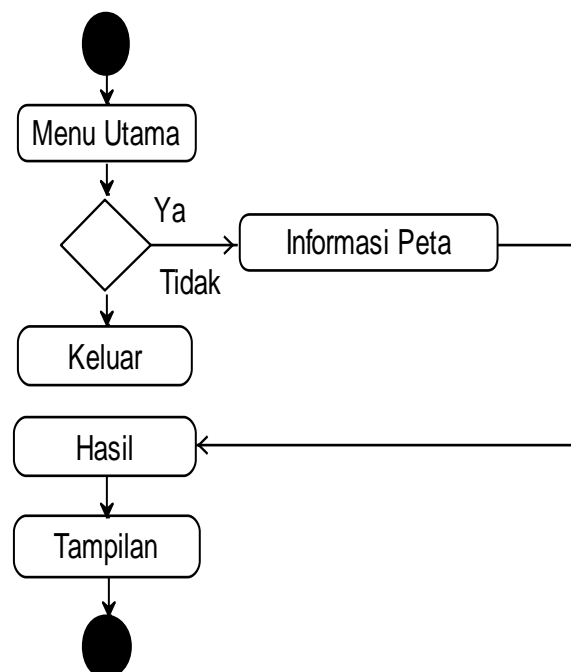 Menu Utama
Ya
Informasi Peta
Tidak
Keluar
Hasil
Tampilan